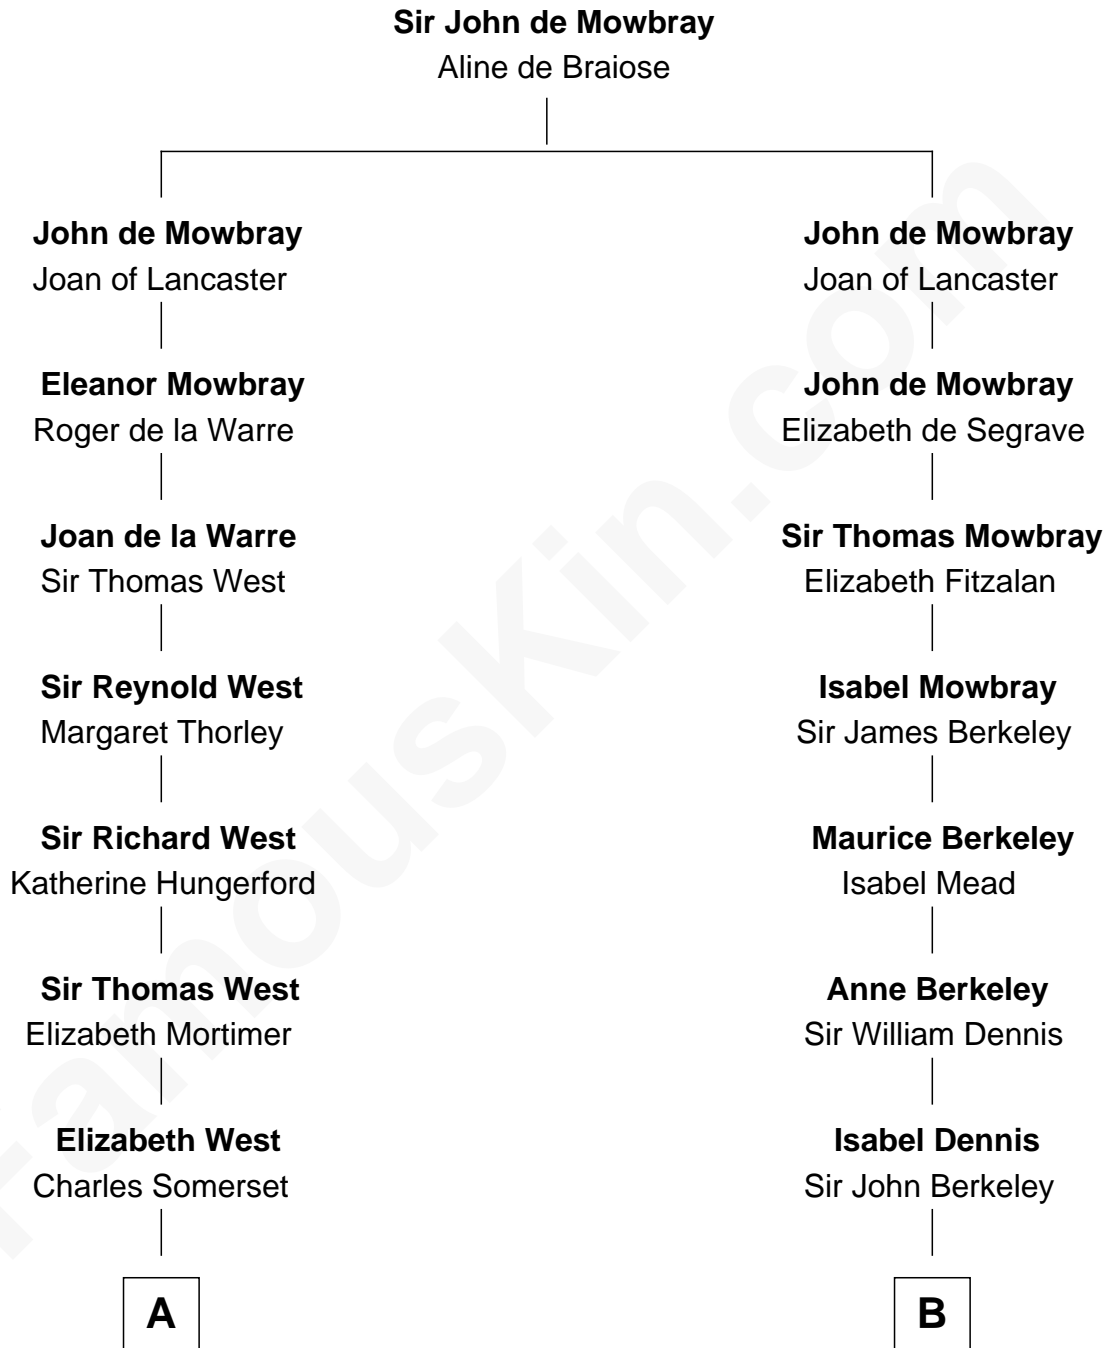 Sir John de Mowbray
Aline de Braiose
John de Mowbray
Joan of Lancaster
Eleanor Mowbray
Roger de la Warre
Joan de la Warre
Sir Thomas West
Sir Reynold West
Margaret Thorley
Sir Richard West
Katherine Hungerford
Sir Thomas West
Elizabeth Mortimer
Elizabeth West
Charles Somerset
A
John de Mowbray
Joan of Lancaster
John de Mowbray
Elizabeth de Segrave
Sir Thomas Mowbray
Elizabeth Fitzalan
Isabel Mowbray
Sir James Berkeley
Maurice Berkeley
Isabel Mead
Anne Berkeley
Sir William Dennis
Isabel Dennis
Sir John Berkeley
B
FamousKin.com